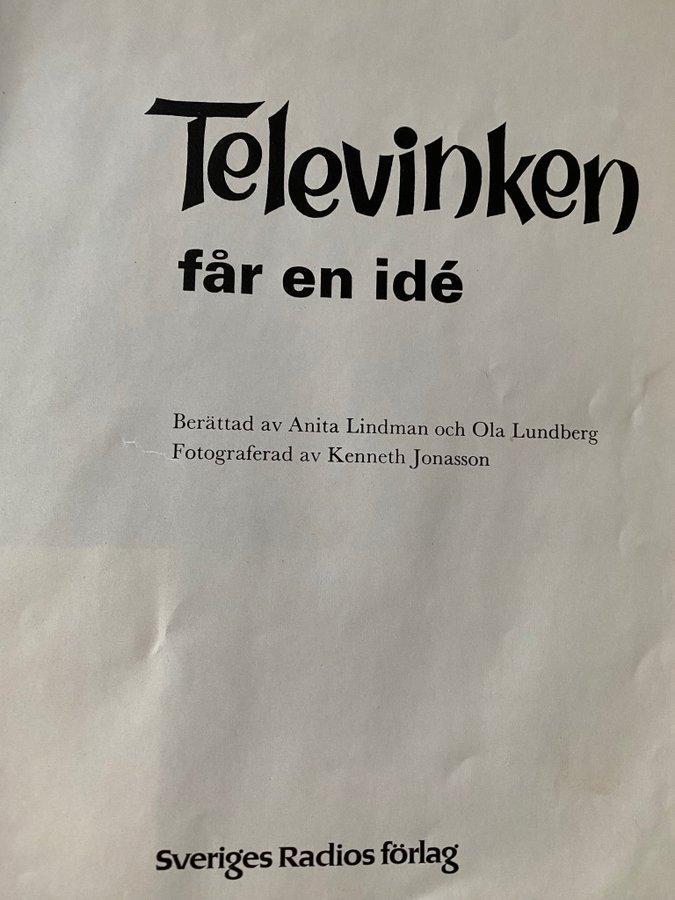 Televinken
får en idé
Berättad av Anita Lindman och Ola Lundberg
Fotograferad av Kenneth Jonasson
Sveriges Radios förlag